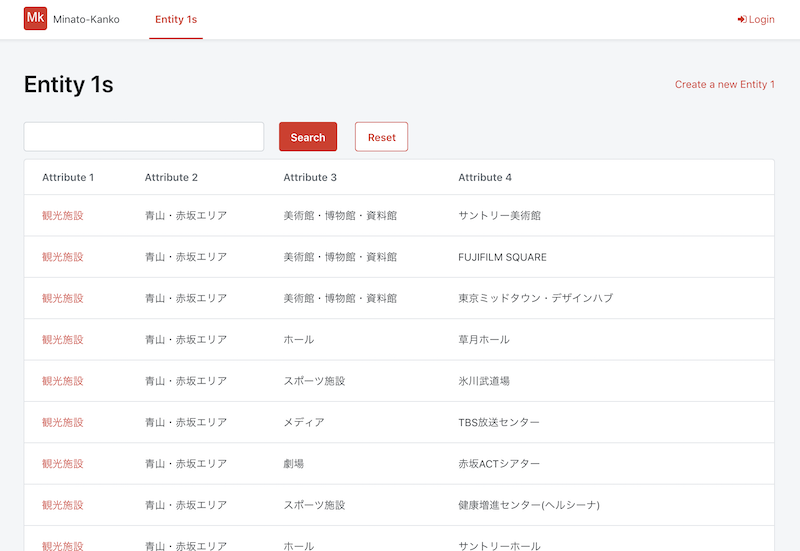 Mk Minato-Kanko Entity 1s Login
Entity 1s Create a new Entity 1
Search Reset
Attribute 1 Attribute 2 Attribute 3 Attribute 4
観光施設 青山・赤坂エリア 美術館・博物館・資料館 サントリー美術館
観光施設 青山・赤坂エリア 美術館・博物館・資料館 FUJIFILM SQUARE
観光施設 青山・赤坂エリア 美術館・博物館・資料館 東京ミッドタウン・デザインハブ
観光施設 青山・赤坂エリア ホール 草月ホール
観光施設 青山・赤坂エリア スポーツ施設 氷川武道場
観光施設 青山・赤坂エリア メディア TBS放送センター
観光施設 青山・赤坂エリア 劇場 赤坂ACTシアター
観光施設 青山・赤坂エリア スポーツ施設 健康増進センター(ヘルシーナ)
観光施設 青山・赤坂エリア ホール サントリーホール